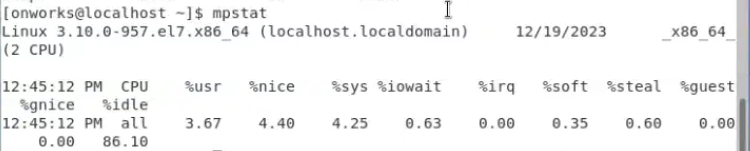 [onworks@localhost ~]$ mpstat
Linux 3.10.0-957.el7.x86_64 (localhost.localdomain)     12/19/2023     _x86_64_
(2 CPU)
12:45:12 PM  CPU    %usr   %nice    %sys %iowait    %irq   %soft  %steal  %guest
  %gnice   %idle
12:45:12 PM  all    3.67    4.40    4.25    0.63    0.00    0.35    0.60    0.00
    0.00   86.10